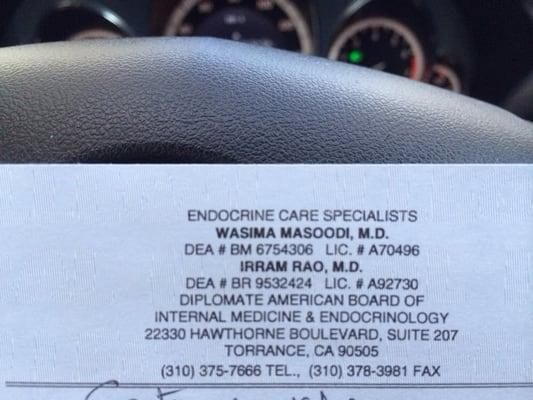 ENDOCRINE CARE SPECIALISTS
WASIMA MASOODI, M.D.
DEA # BM 6754306 LIC. # A70496
IRRAM RAO, M.D.
DEA # BR 9532424 LIC. # A92730
DIPLOMATE AMERICAN BOARD OF
INTERNAL MEDICINE & ENDOCRINOLOGY
22330 HAWTHORNE BOULEVARD, SUITE 207
TORRANCE, CA 90505
(310) 375-7666 TEL., (310) 378-3981 FAX